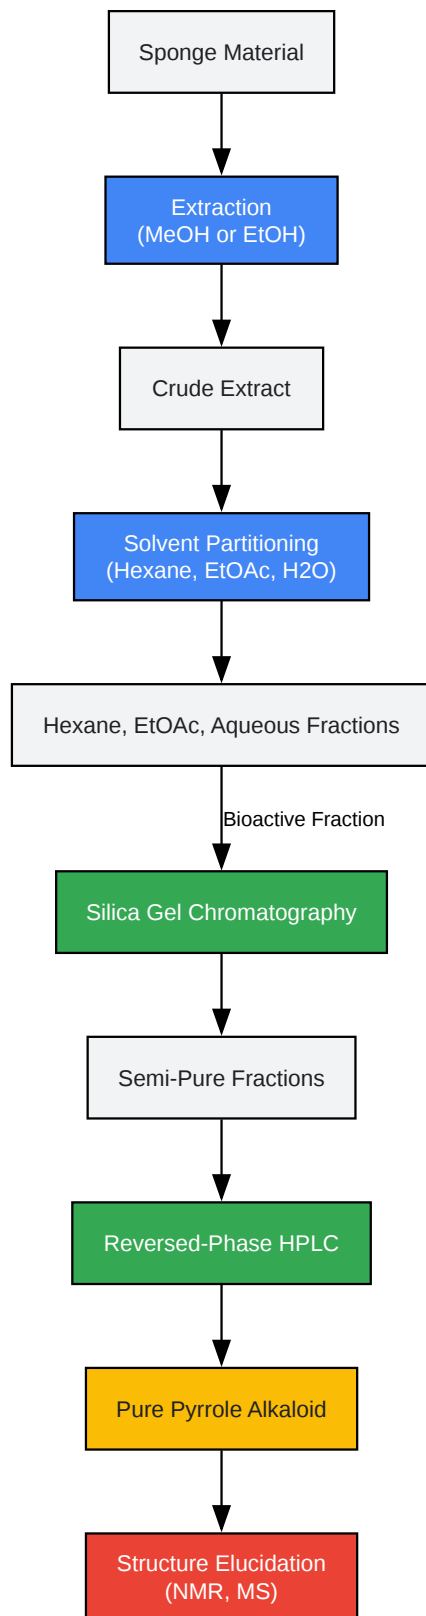 Sponge Material
Extraction
(MeOH or EtOH)
Crude Extract
Solvent Partitioning
(Hexane, EtOAc, H2O)
Hexane, EtOAc, Aqueous Fractions
Bioactive Fraction
Silica Gel Chromatography
Semi-Pure Fractions
Reversed-Phase HPLC
Pure Pyrrole Alkaloid
Structure Elucidation
(NMR, MS)